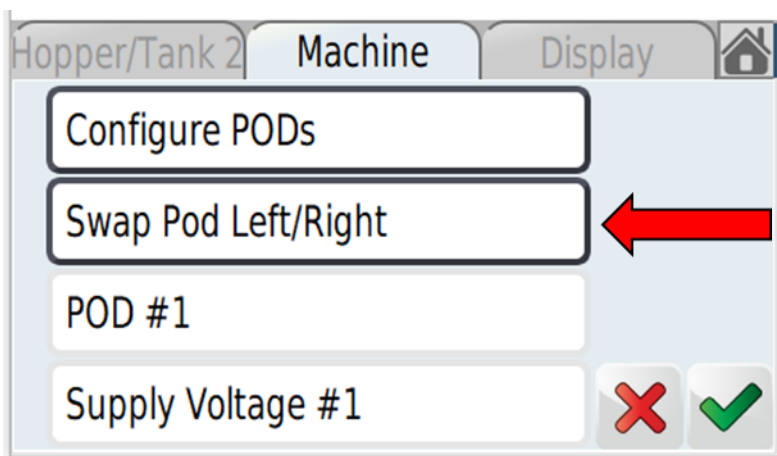 Hopper/Tank 2 Machine Display
Configure PODs
Swap Pod Left/Right
POD #1
Supply Voltage #1